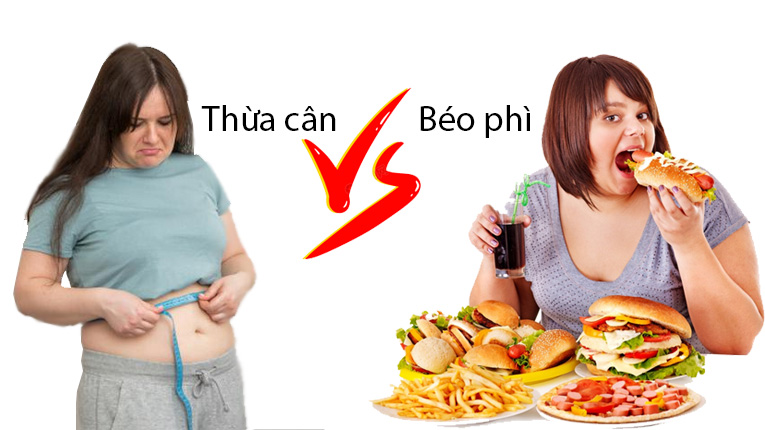 Thừa cân
VS
Béo phì